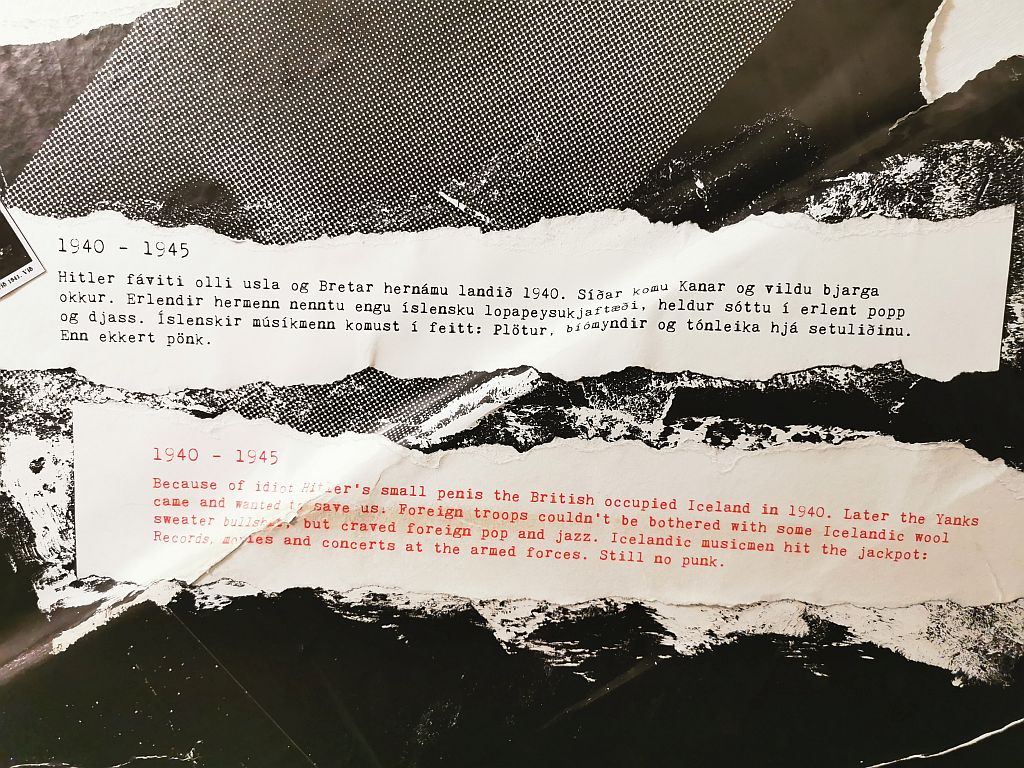 1940 - 1945
Hitler fáviti olli usla og Bretar hernámu landið 1940. Síðar komu Kanar og vildu bjarga
okkur. Erlendir hermenn nenntu engu íslensku lopapeysukjaftæði, heldur sóttu í erlent popp
og djass. Íslenskir músíkmenn komust í feitt: Plötur, bíómyndir og tónleika hjá setuliðinu.
Enn ekkert pönk.
1940 - 1945
Because of idiot Hitler's small penis the British occupied Iceland in 1940. Later the Yanks
came and wanted to save us. Foreign troops couldn't be bothered with some Icelandic wool
sweater but craved foreign pop and jazz. Icelandic musicmen hit the jackpot:
Records, movies and concerts at the armed forces. Still no punk.